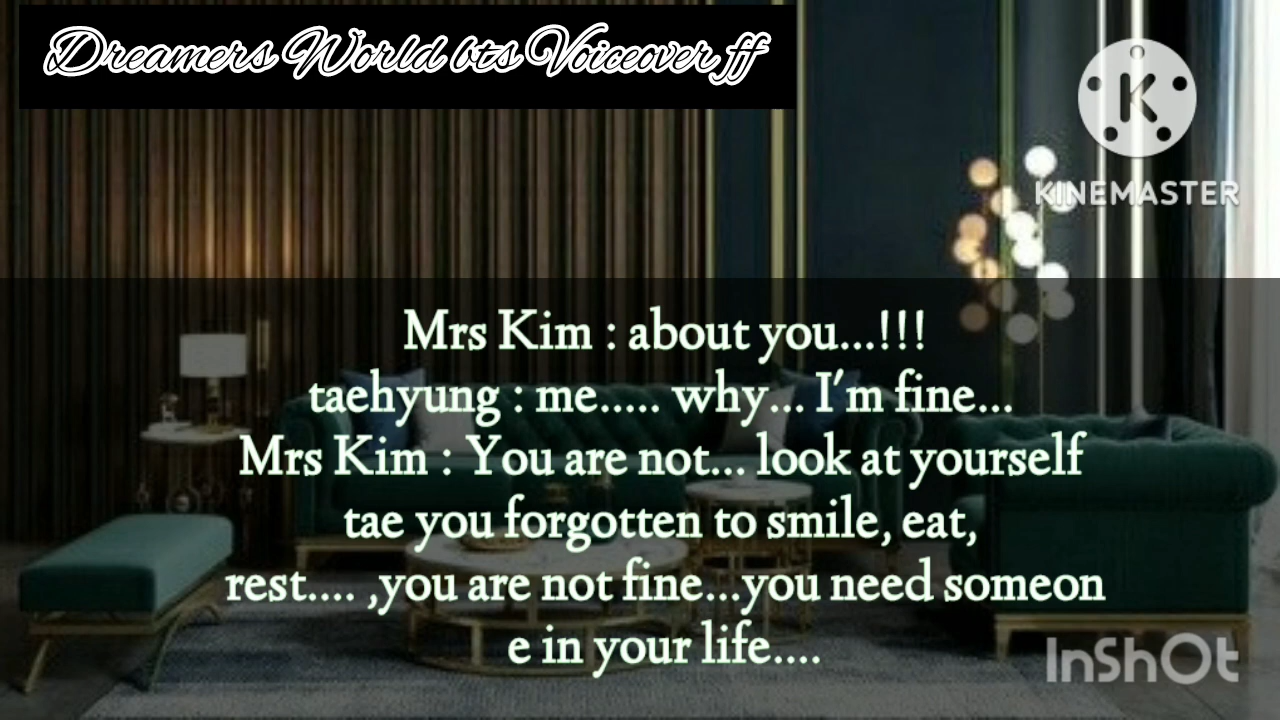 Dreamers World bts Voiceover ff
K
KINEMASTER
Mrs Kim : about you...!!!
taehyung : me..... why... I'm fine...
Mrs Kim : You are not... look at yourself
tae you forgotten to smile, eat,
rest.... ,you are not fine...you need someon
e in your life....
InShOt